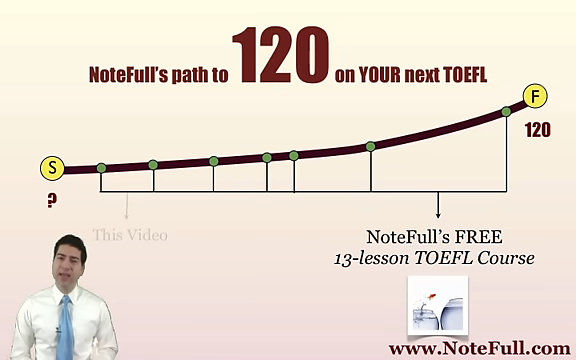 NoteFull's path to 120 on YOUR next TOEFL
F
120
S
?
This Video
NoteFull's FREE
13-lesson TOEFL Course
www.NoteFull.com